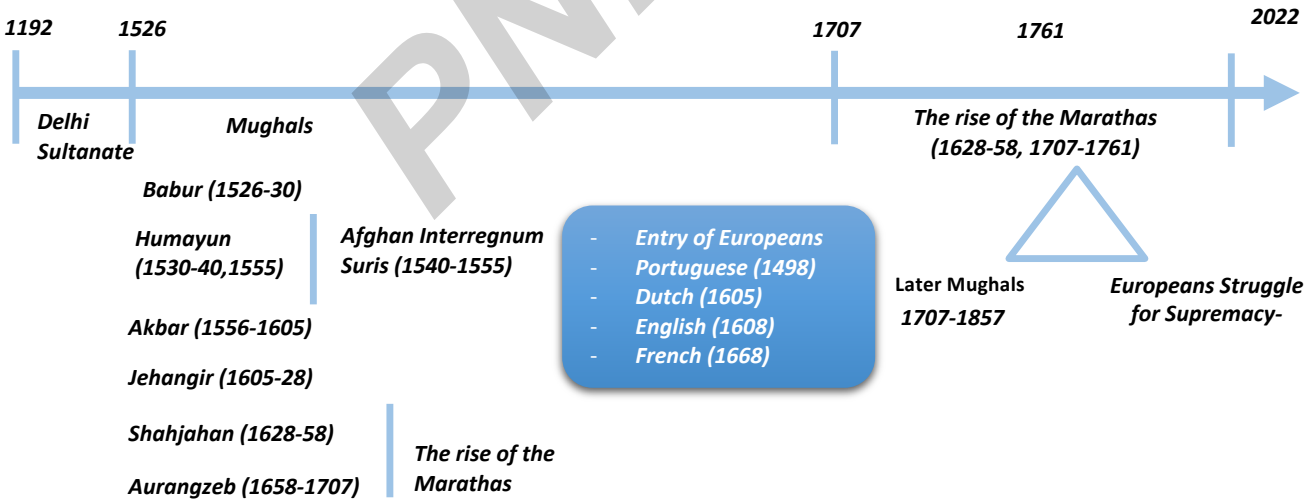 1192
1526
1707
1761
2022
PN
Delhi
Sultanate
Mughals
The rise of the Marathas
(1628-58, 1707-1761)
Babur (1526-30)
Humayun
(1530-40,1555)
Afghan Interregnum
Suris (1540-1555)
- Entry of Europeans
- Portuguese (1498)
- Dutch (1605)
- English (1608)
- French (1668)
Later Mughals
1707-1857
Europeans Struggle
for Supremacy-
Akbar (1556-1605)
Jehangir (1605-28)
Shahjahan (1628-58)
Aurangzeb (1658-1707)
The rise of the
Marathas